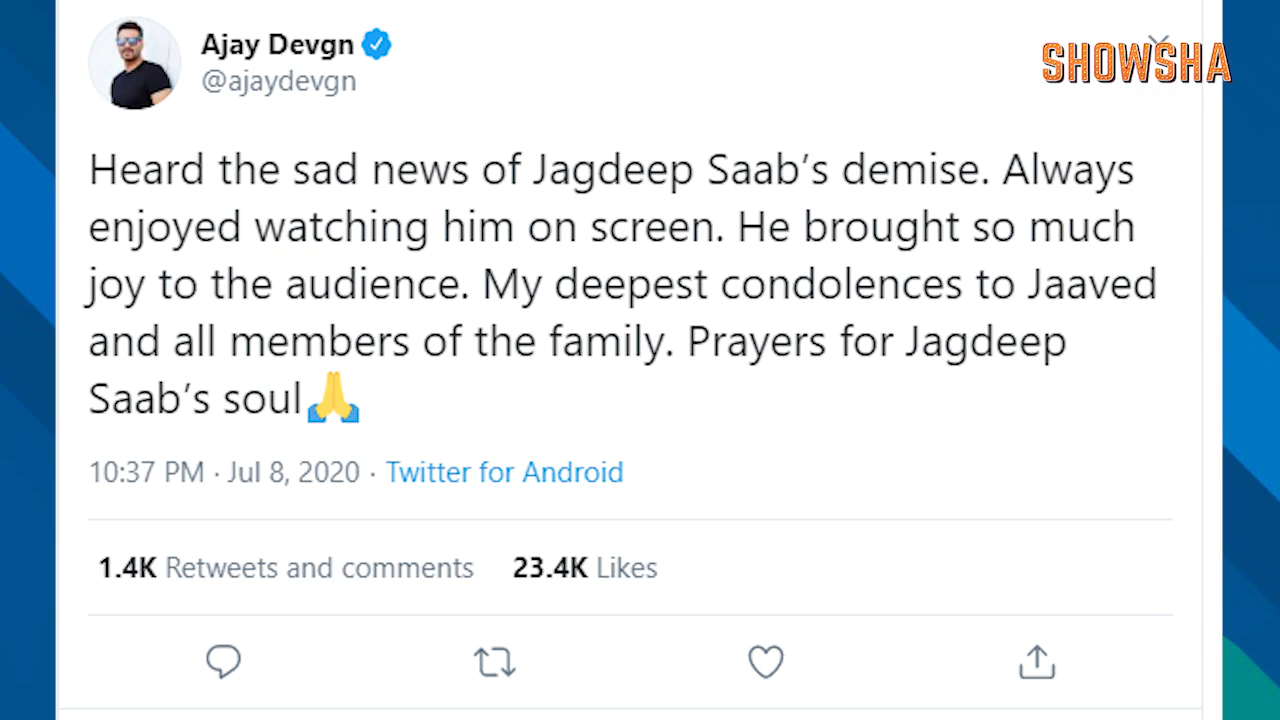 Ajay Devgn
@ajaydevgn
SHOWSHA
Heard the sad news of Jagdeep Saab’s demise. Always
enjoyed watching him on screen. He brought so much
joy to the audience. My deepest condolences to Jaaved
and all members of the family. Prayers for Jagdeep
Saab’s soul🙏
10:37 PM · Jul 8, 2020 · Twitter for Android
1.4K Retweets and comments 23.4K Likes